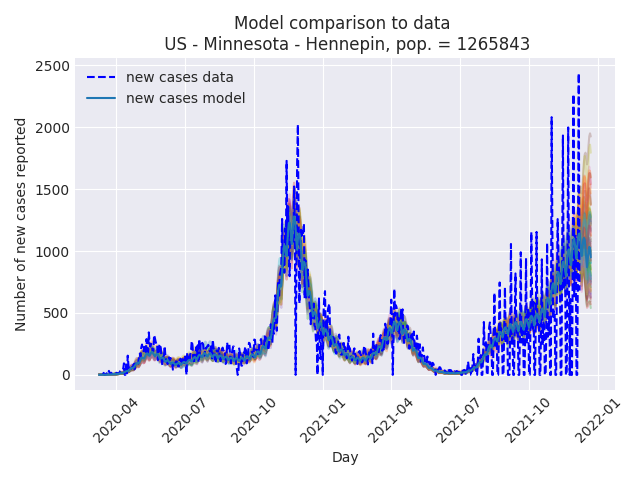 Model comparison to data
US - Minnesota - Hennepin, pop. = 1265843
new cases data
new cases model
Number of new cases reported
2500
2000
1500
1000
500
0
2020-04
2020-07
2020-10
2021-01
2021-04
2021-07
2021-10
2022-01
Day